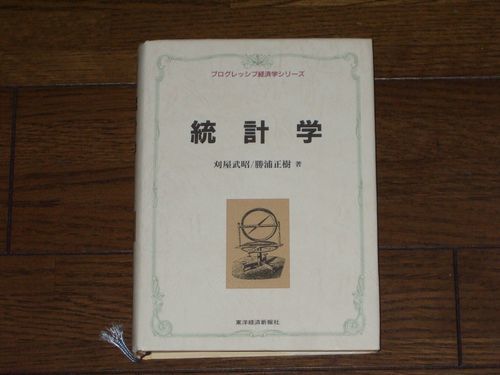 プログレッシブ経済学シリーズ
統計学
刈屋武昭/勝浦正樹 著
東洋経済新報社